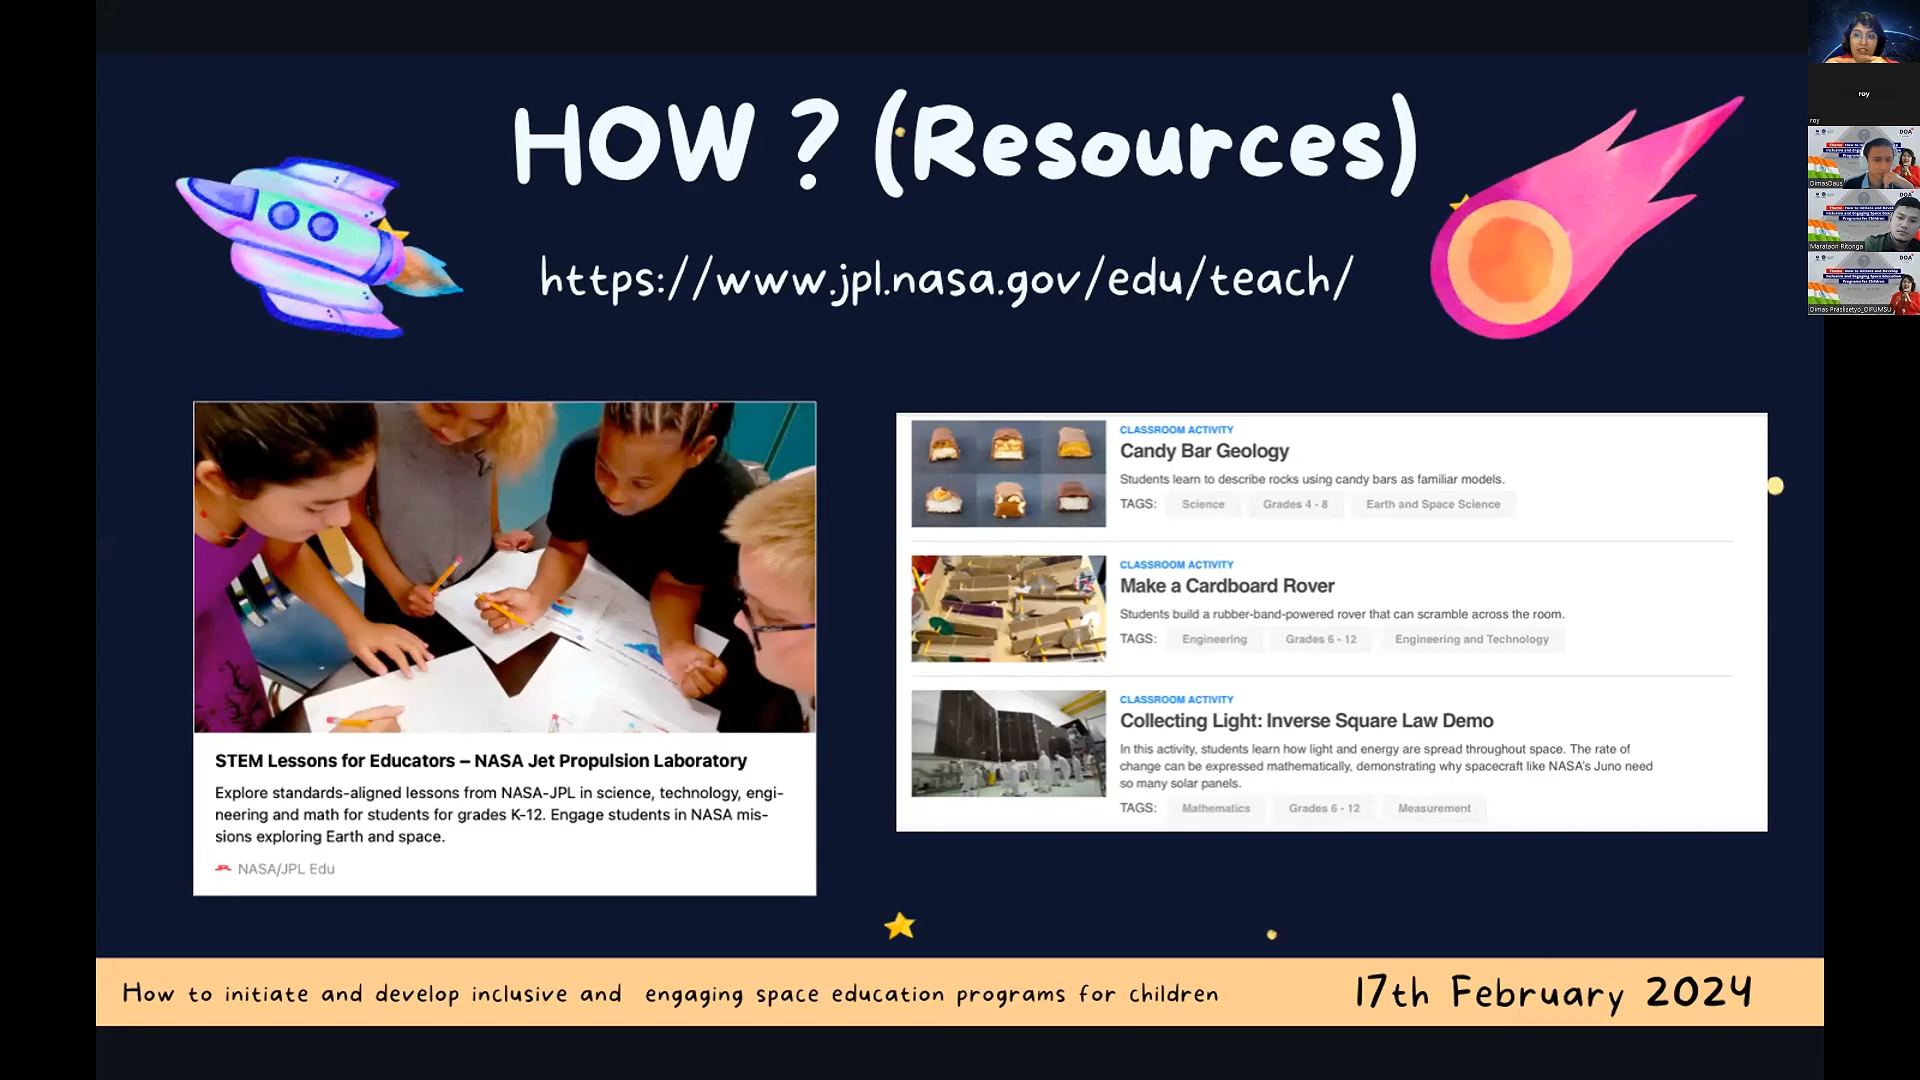 HOW ? (Resources)
https://www.jpl.nasa.gov/edu/teach/
STEM Lessons for Educators – NASA Jet Propulsion Laboratory
Explore standards-aligned lessons from NASA-JPL in science, technology, engi-
neering and math for students for grades K-12. Engage students in NASA mis-
sions exploring Earth and space.
NASA/JPL Edu
CLASSROOM ACTIVITY
Candy Bar Geology
Students learn to describe rocks using candy bars as familiar models.
TAGS: Science Grades 4 - 8 Earth and Space Science
CLASSROOM ACTIVITY
Make a Cardboard Rover
Students build a rubber-band-powered rover that can scramble across the room.
TAGS: Engineering Grades 6 - 12 Engineering and Technology
CLASSROOM ACTIVITY
Collecting Light: Inverse Square Law Demo
In this activity, students learn how light and energy are spread throughout space. The rate of
change can be expressed mathematically, demonstrating why spacecraft like NASA's Juno need
so many solar panels.
TAGS: Mathematics Grades 6 - 12 Measurement
How to initiate and develop inclusive and engaging space education programs for children
17th February 2024
roy
roy
DimasDaus
Marataon Ritonga
Dimas Praslisetyo_OIFUMSU